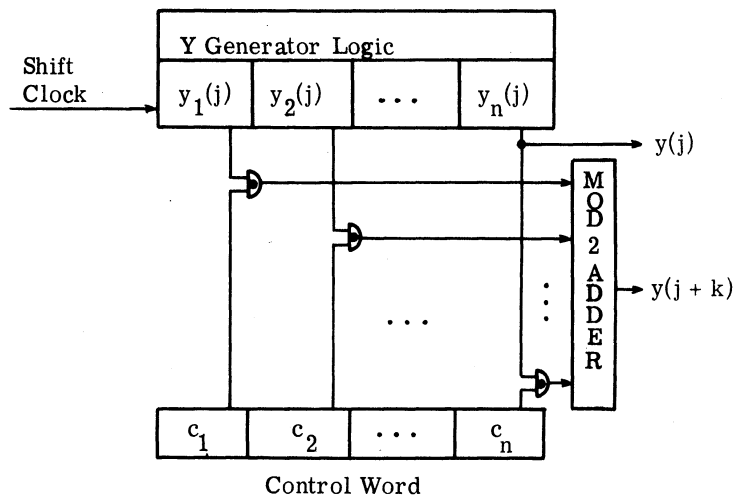 Y Generator Logic
Shift
Clock
y₁(j) y₂(j) ... yₙ(j)
y(j)
MOD 2 ADDER
...
...
y(j + k)
c₁ c₂ ... cₙ
Control Word